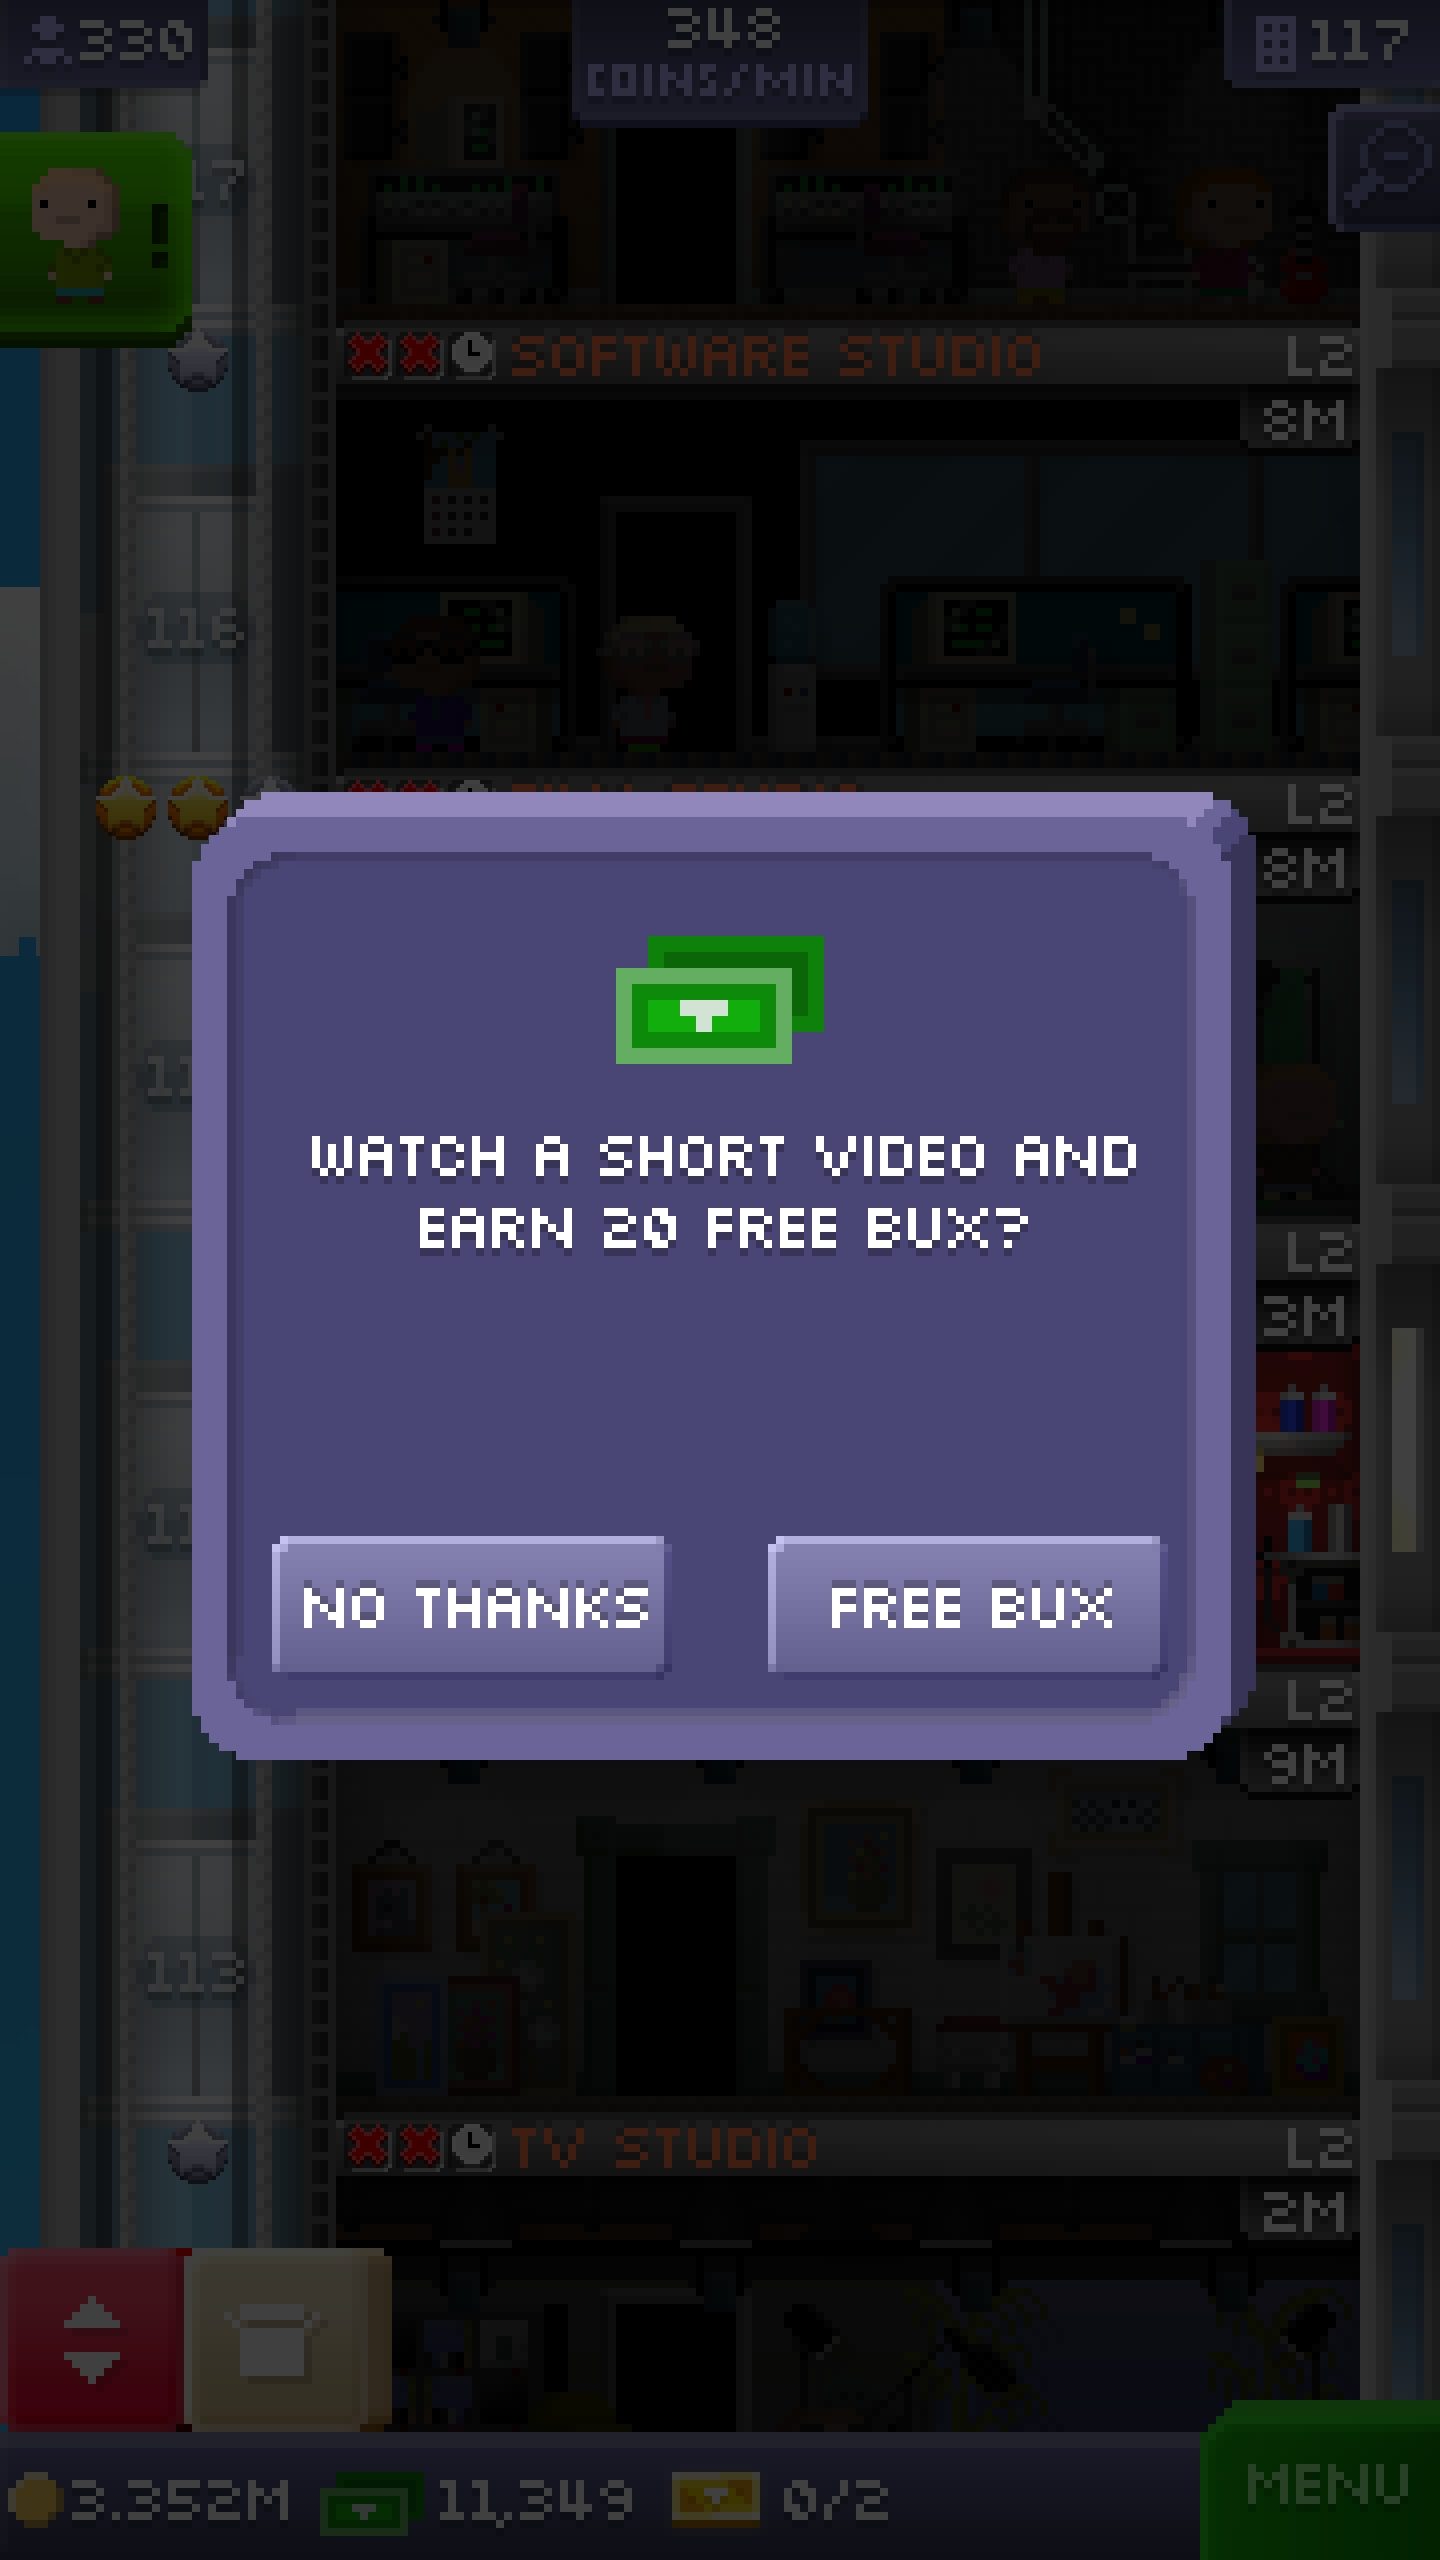 330
348
COINS/MIN
117
SOFTWARE STUDIO
L2
8M
116
L2
8M
WATCH A SHORT VIDEO AND
EARN 20 FREE BUX?
L2
3M
NO THANKS
FREE BUX
L2
9M
113
TV STUDIO
L2
2M
3.352M
11,349
0/2
MENU